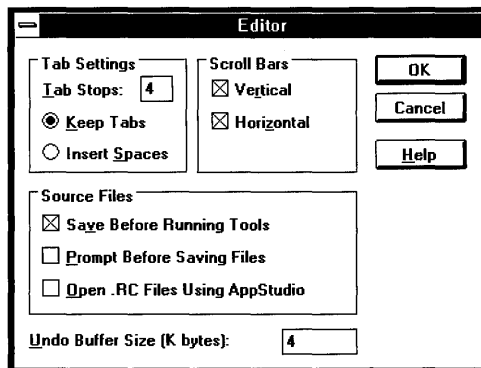 Editor
Tab Settings
Tab Stops: 4
Keep Tabs
Insert Spaces
Scroll Bars
Vertical
Horizontal
OK
Cancel
Help
Source Files
Save Before Running Tools
Prompt Before Saving Files
Open .RC Files Using AppStudio
Undo Buffer Size (K bytes): 4